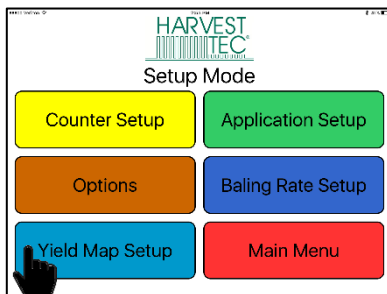 HARVEST
TEC
Setup Mode
Counter Setup
Application Setup
Options
Baling Rate Setup
Yield Map Setup
Main Menu